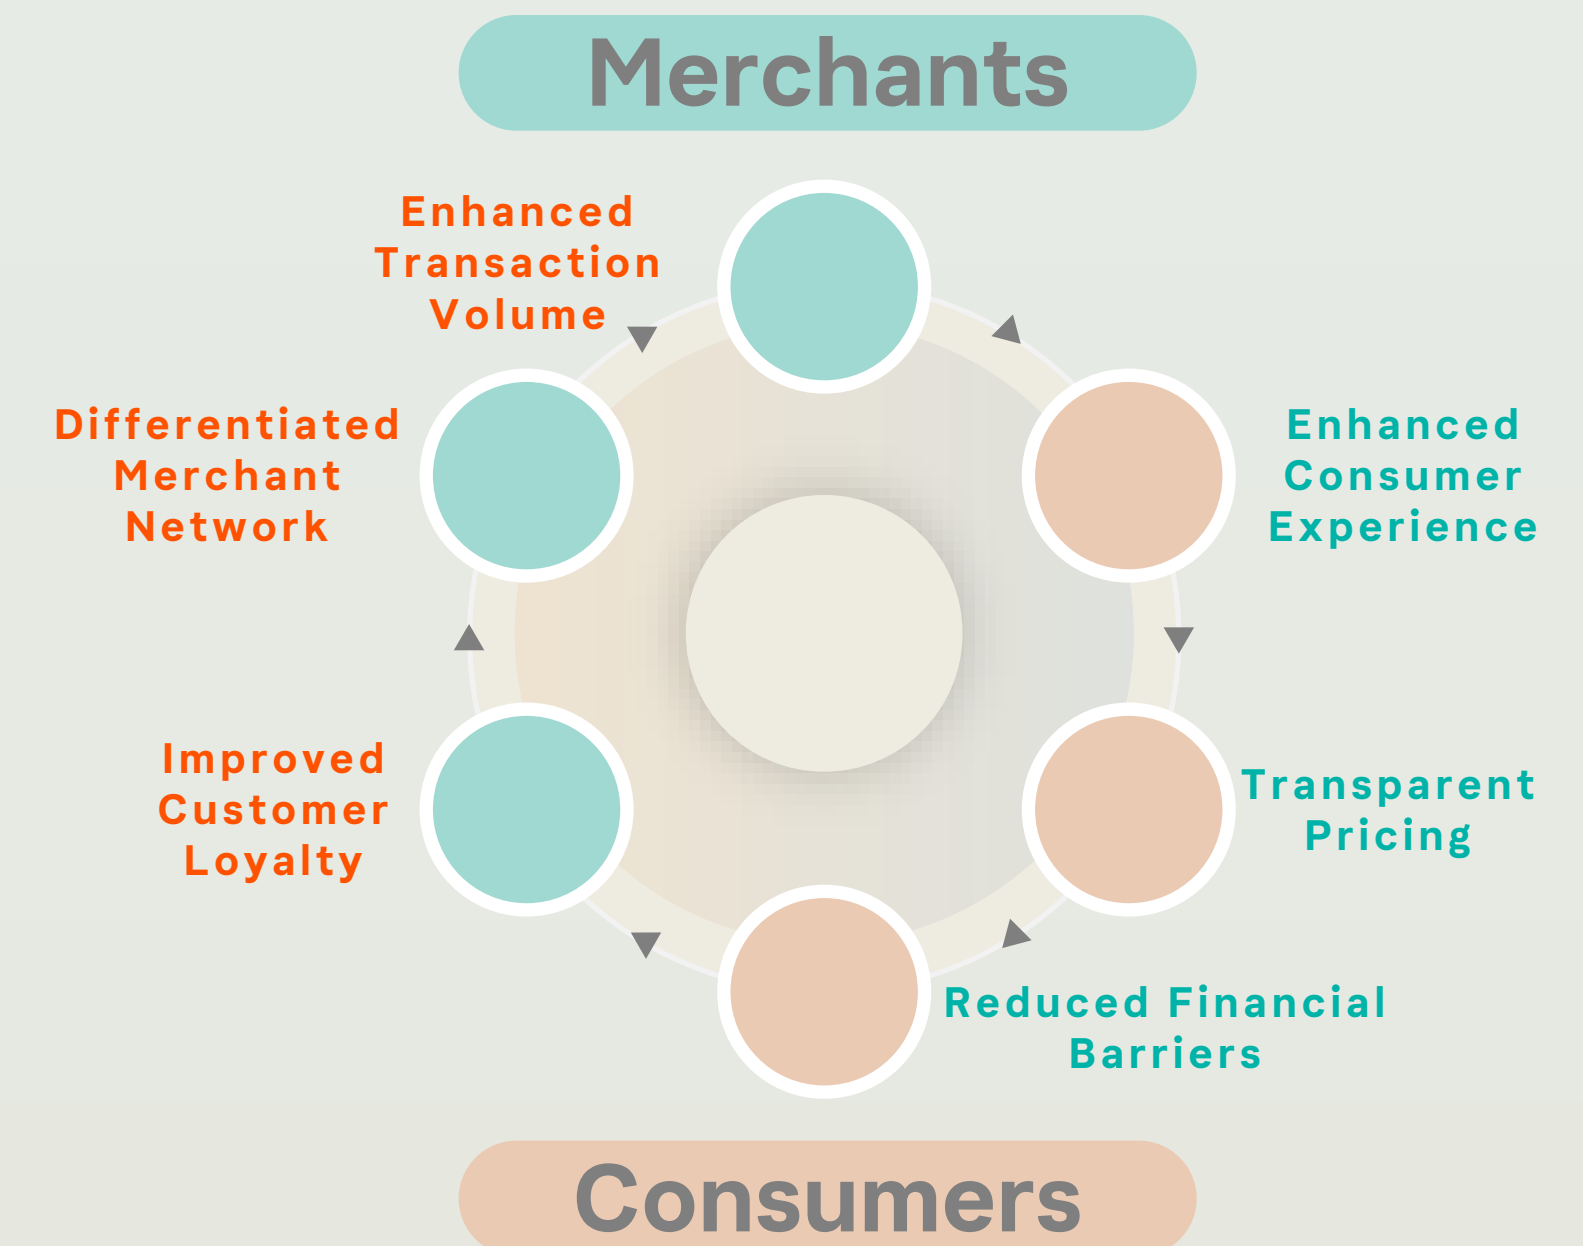 Merchants
Enhanced
Transaction
Volume
Differentiated
Merchant
Network
Enhanced
Consumer
Experience
Improved
Customer
Loyalty
Transparent
Pricing
Reduced Financial
Barriers
Consumers